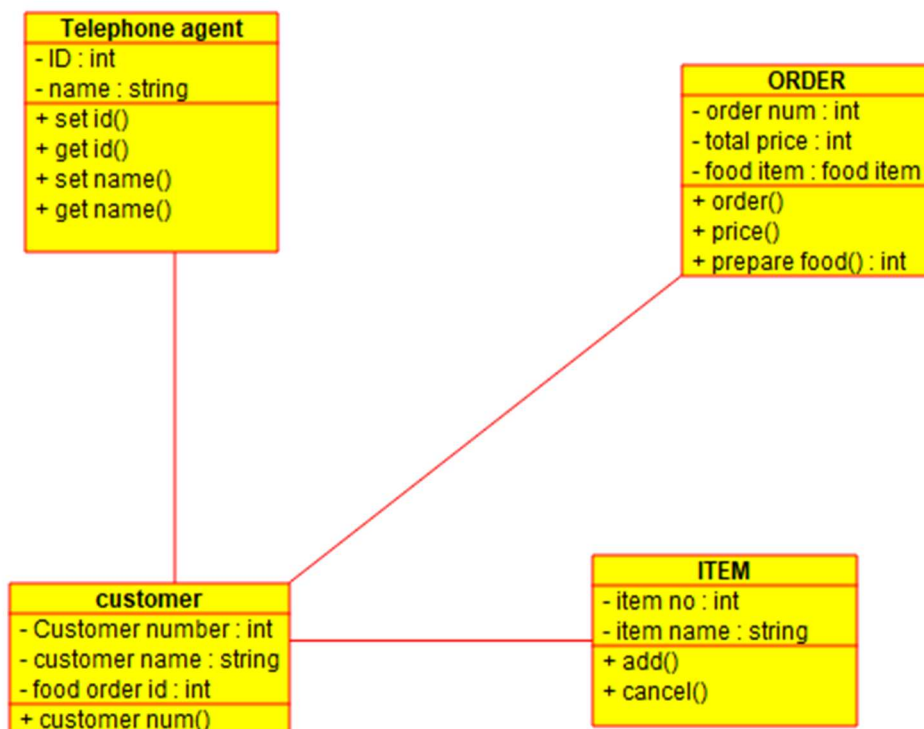 Telephone agent
- ID : int
- name : string
+ set id()
+ get id()
+ set name()
+ get name()
ORDER
- order num : int
- total price : int
- food item : food item
+ order()
+ price()
+ prepare food() : int
customer
- Customer number : int
- customer name : string
- food order id : int
+ customer num()
ITEM
- item no : int
- item name : string
+ add()
+ cancel()